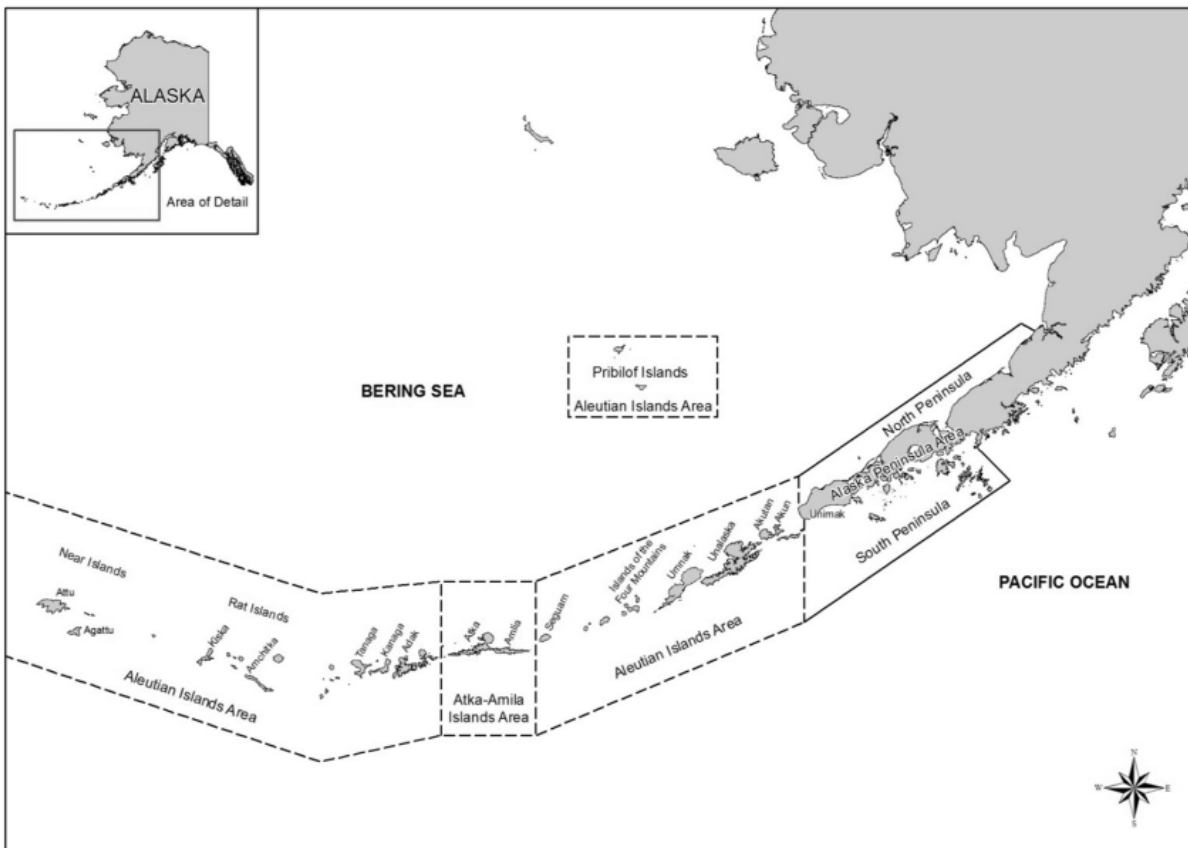 ALASKA
Area of Detail
BERING SEA
Pribilof Islands
Aleutian Islands Area
North Peninsula
Alaska Peninsula Area
Unimak
South Peninsula
PACIFIC OCEAN
Near Islands
Attu
Agattu
Rat Islands
Kiska
Amchitka
Aleutian Islands Area
Tanaga
Kanaga
Adak
Atka
Amlia
Atka-Amila
Islands Area
Seguam
Islands of the
Four Mountains
Umnak
Unalaska
Akutan
Akun
Aleutian Islands Area
N
W
E
S